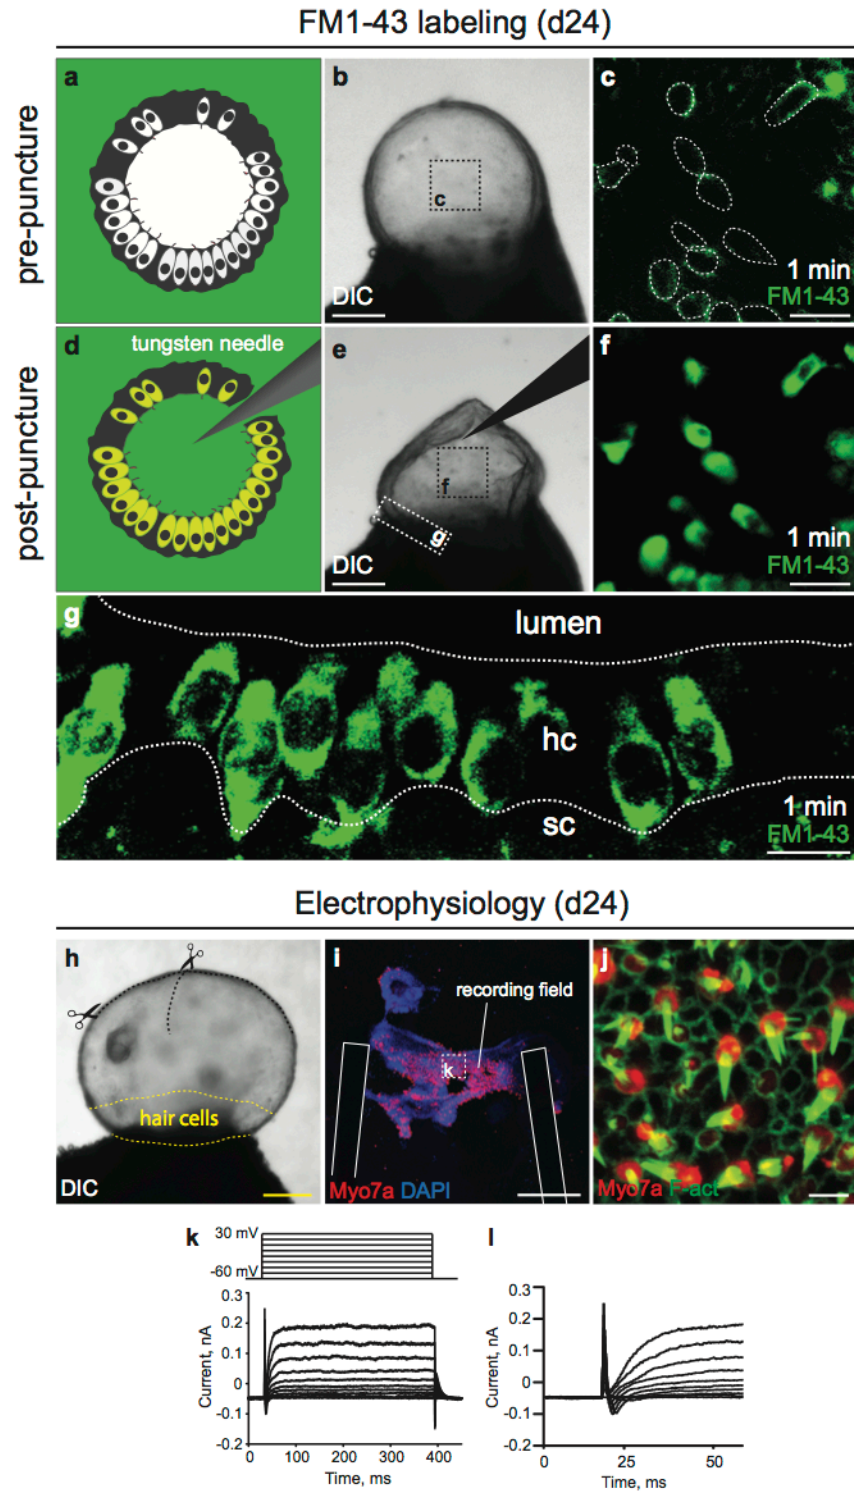 FM1-43 labeling (d24)
pre-puncture
a
b
c
DIC
c
1 min
FM1-43
post-puncture
d
tungsten needle
e
f
g
DIC
f
1 min
FM1-43
g
lumen
hc
sc
1 min
FM1-43
Electrophysiology (d24)
h
hair cells
DIC
i
recording field
k
Myo7a DAPI
j
Myo7a F-act
k
30 mV
-60 mV
0.3
0.2
0.1
0
-0.1
-0.2
Current, nA
0 100 200 300 400
Time, ms
l
0.3
0.2
0.1
0
-0.1
-0.2
Current, nA
0 25 50
Time, ms